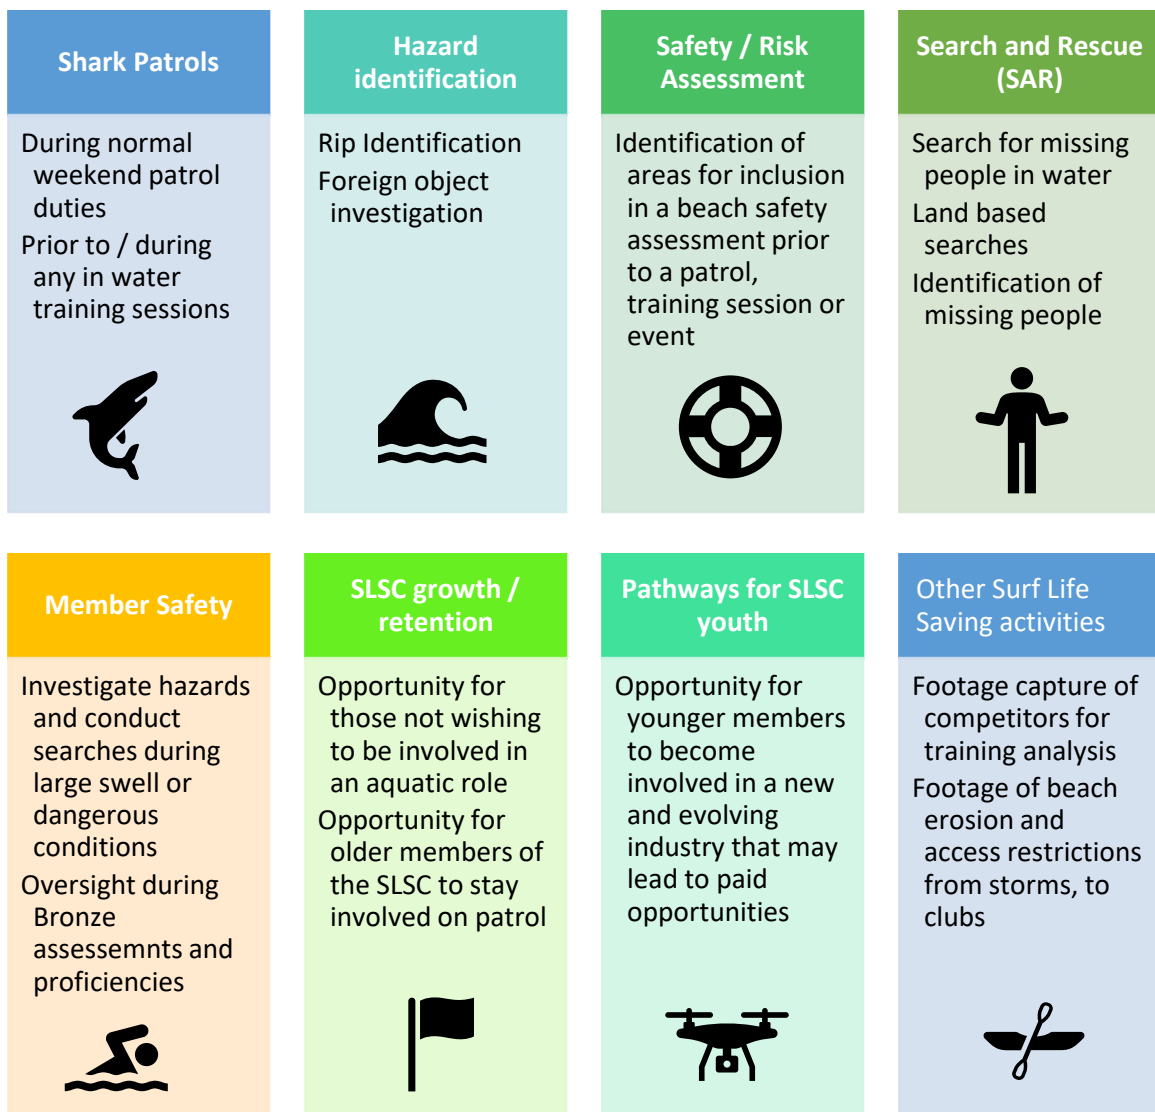 Shark Patrols
During normal
weekend patrol
duties
Prior to / during
any in water
training sessions
Hazard
identification
Rip Identification
Foreign object
investigation
Safety / Risk
Assessment
Identification of
areas for inclusion
in a beach safety
assessment prior
to a patrol,
training session or
event
Search and Rescue
(SAR)
Search for missing
people in water
Land based
searches
Identification of
missing people
Member Safety
Investigate hazards
and conduct
searches during
large swell or
dangerous
conditions
Oversight during
Bronze
assessemnts and
proficiencies
SLSC growth /
retention
Opportunity for
those not wishing
to be involved in
an aquatic role
Opportunity for
older members of
the SLSC to stay
involved on patrol
Pathways for SLSC
youth
Opportunity for
younger members
to become
involved in a new
and evolving
industry that may
lead to paid
opportunities
Other Surf Life
Saving activities
Footage capture of
competitors for
training analysis
Footage of beach
erosion and
access restrictions
from storms, to
clubs